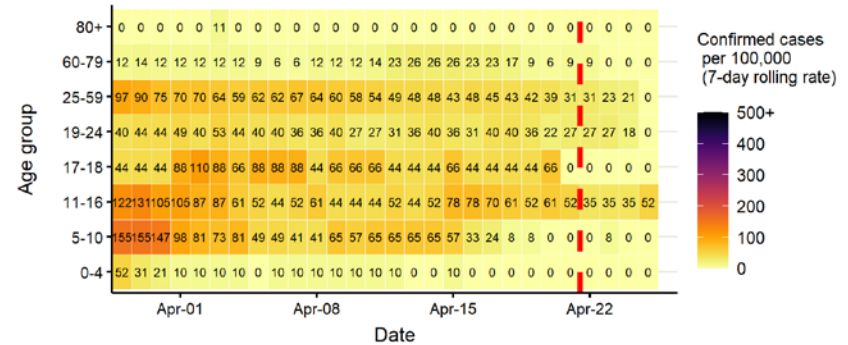 80+ 0 0 0 0 0 11 0 0 0 0 0 0 0 0 0 0 0 0 0 0 0 0 0 0 0 0 0 0
60-79 12 14 12 12 12 12 12 9 6 6 12 12 12 14 23 26 26 26 23 23 17 9 6 9 9 0 0 0
25-59 97 90 75 70 70 64 59 62 62 67 64 60 58 54 49 48 48 43 48 45 43 42 39 31 31 23 21 0
19-24 40 44 44 49 40 53 44 40 40 36 36 40 27 27 31 36 40 36 31 40 40 36 22 27 27 27 18 0
17-18 44 44 44 88 110 88 66 88 88 88 44 66 66 66 44 44 44 66 44 44 44 44 66 0 0 0 0 0
11-16 122 131 105 105 87 87 61 52 44 52 61 44 44 44 52 44 52 78 78 70 61 52 61 52 35 35 35 52
5-10 155 155 147 98 81 73 81 49 49 41 41 65 57 65 65 65 65 57 33 24 8 8 0 0 0 8 0 0
0-4 52 31 21 10 10 10 10 0 10 10 10 10 10 10 10 0 0 10 0 0 0 0 0 0 0 0 0 0
Apr-01 Apr-08 Apr-15 Apr-22
Date
Age group
Confirmed cases
per 100,000
(7-day rolling rate)
500+
400
300
200
100
0